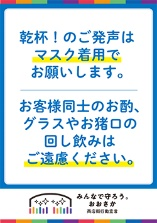 乾杯！のご発声は
マスク着用で
お願いします。
お客様同士のお酌、
グラスやお猪口の
回し飲みは
ご遠慮ください。
みんなで守ろう。
おおさか